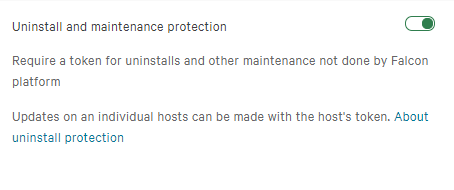 Uninstall and maintenance protection
Require a token for uninstalls and other maintenance not done by Falcon
platform
Updates on an individual hosts can be made with the host's token. About
uninstall protection